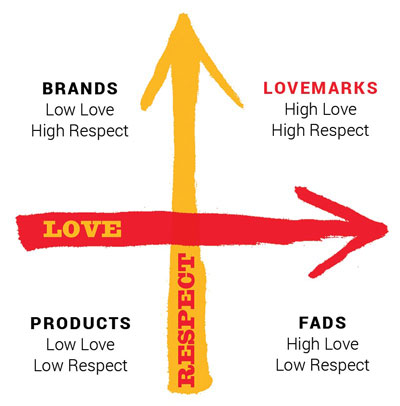 BRANDS
Low Love
High Respect
LOVEMARKS
High Love
High Respect
LOVE
RESPECT
PRODUCTS
Low Love
Low Respect
FADS
High Love
Low Respect